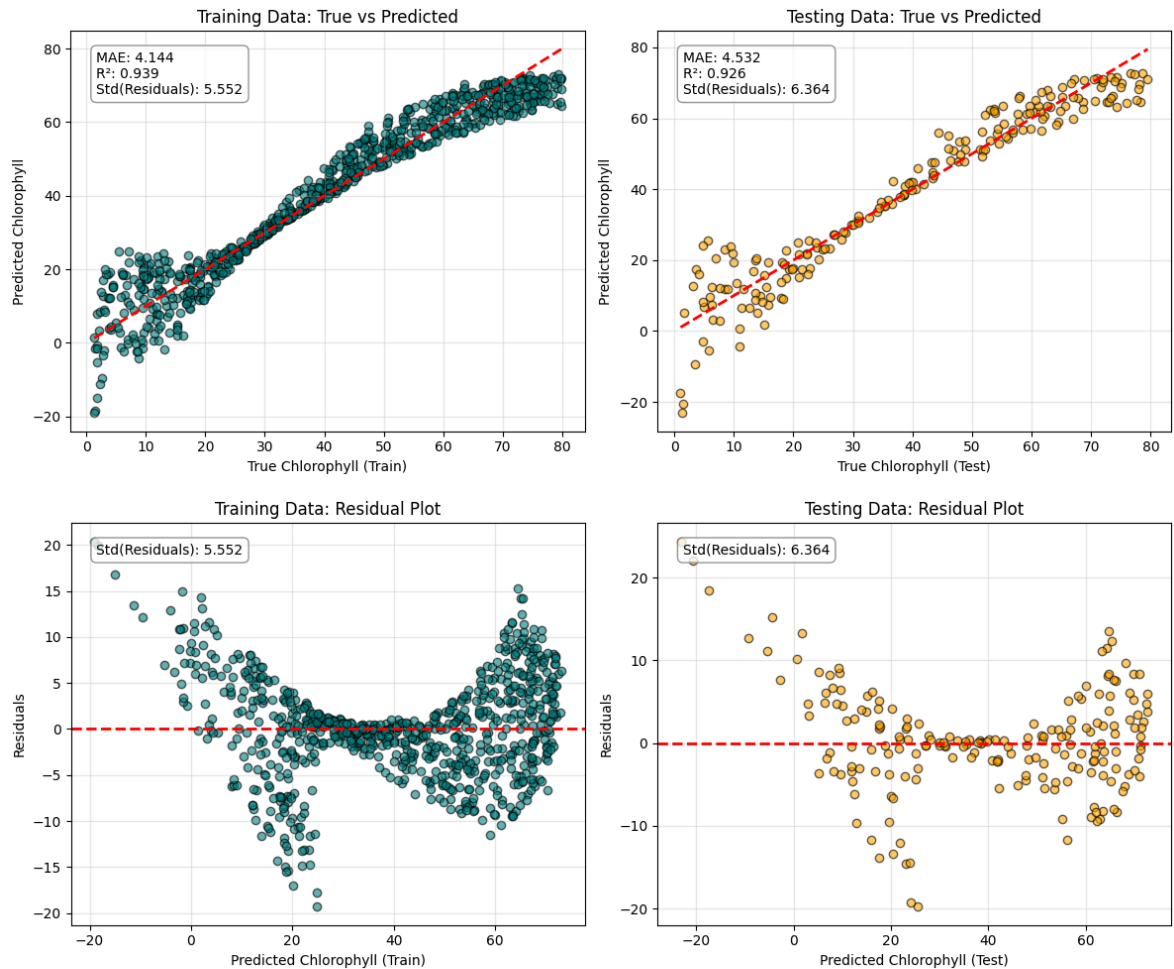 Training Data: True vs Predicted
MAE: 4.144
R²: 0.939
Std(Residuals): 5.552
Predicted Chlorophyll
80
60
40
20
0
−20
0 10 20 30 40 50 60 70 80
True Chlorophyll (Train)
Testing Data: True vs Predicted
MAE: 4.532
R²: 0.926
Std(Residuals): 6.364
Predicted Chlorophyll
80
60
40
20
0
−20
0 10 20 30 40 50 60 70 80
True Chlorophyll (Test)
Training Data: Residual Plot
Std(Residuals): 5.552
Residuals
20
15
10
5
0
−5
−10
−15
−20
−20 0 20 40 60
Predicted Chlorophyll (Train)
Testing Data: Residual Plot
Std(Residuals): 6.364
Residuals
20
10
0
−10
−20
−20 0 20 40 60
Predicted Chlorophyll (Test)